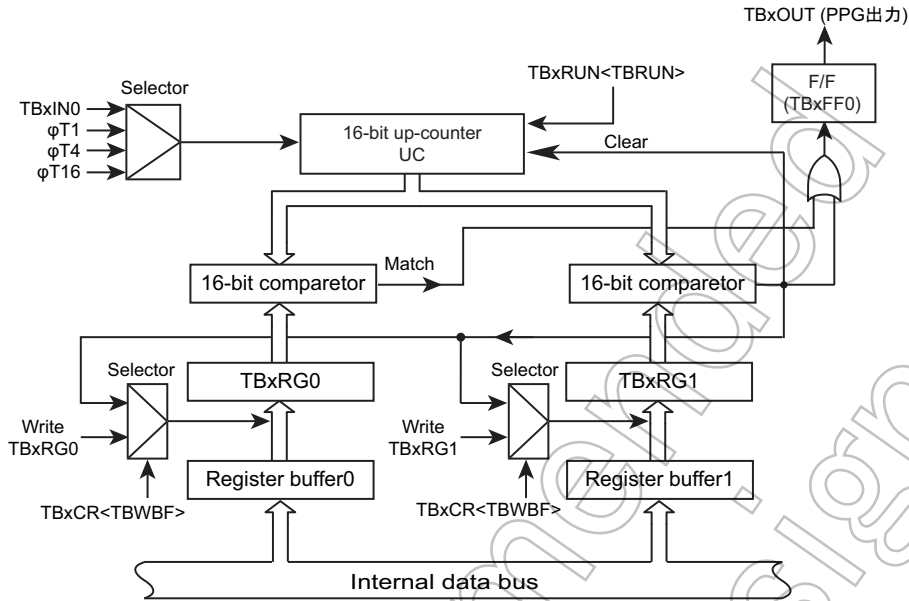 TBxOUT (PPG出力)
F/F
(TBxFF0)
TBxRUN<TBRUN>
Selector
TBxIN0
φT1
φT4
φT16
16-bit up-counter
UC
Clear
16-bit comparetor
Match
16-bit comparetor
Selector
TBxRG0
Selector
TBxRG1
Write
TBxRG0
Write
TBxRG1
Register buffer0
Register buffer1
TBxCR<TBWBF>
TBxCR<TBWBF>
Internal data bus